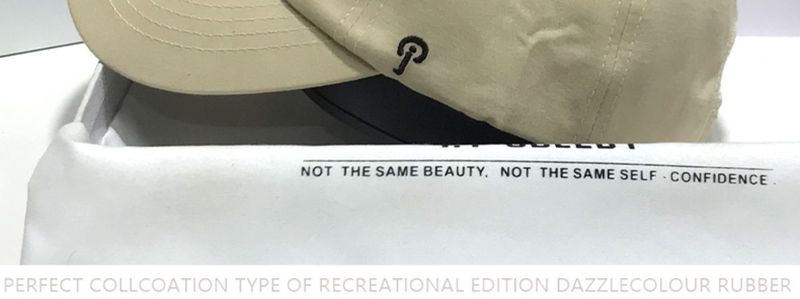 NOT THE SAME BEAUTY. NOT THE SAME SELF - CONFIDENCE.
PERFECT COLLCOATION TYPE OF RECREATIONAL EDITION DAZZLECOLOUR RUBBER